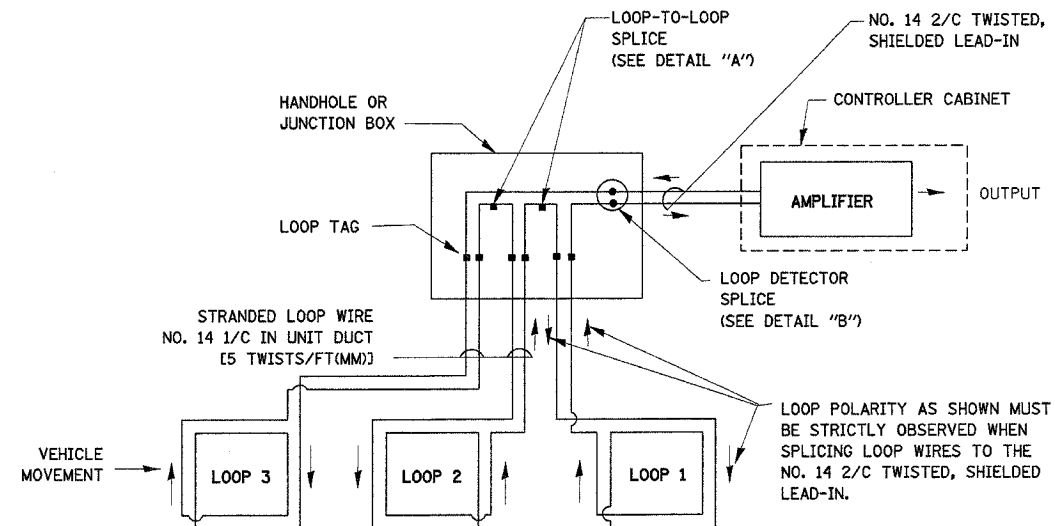 LOOP-TO-LOOP
SPLICE
(SEE DETAIL "A")
NO. 14 2/C TWISTED,
SHIELDED LEAD-IN
HANDHOLE OR
JUNCTION BOX
CONTROLLER CABINET
AMPLIFIER
OUTPUT
LOOP TAG
LOOP DETECTOR
SPLICE
(SEE DETAIL "B")
STRANDED LOOP WIRE
NO. 14 1/C IN UNIT DUCT
[5 TWISTS/FT(MM)]
LOOP POLARITY AS SHOWN MUST
BE STRICTLY OBSERVED WHEN
SPLICING LOOP WIRES TO THE
NO. 14 2/C TWISTED, SHIELDED
LEAD-IN.
VEHICLE
MOVEMENT
LOOP 3
LOOP 2
LOOP 1